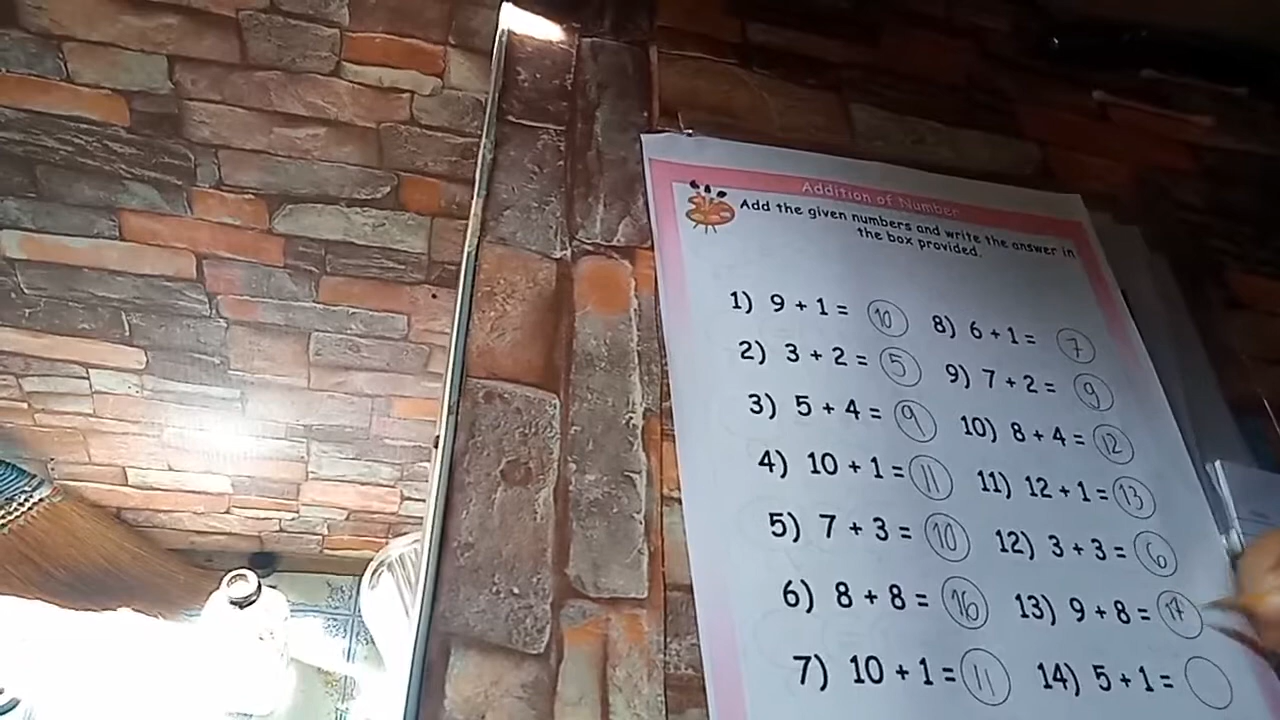 Addition of Number
Add the given numbers and write the answer in
the box provided.
1) 9 + 1 = 10
2) 3 + 2 = 5
3) 5 + 4 = 9
4) 10 + 1 = 11
5) 7 + 3 = 10
6) 8 + 8 = 16
7) 10 + 1 = 11
8) 6 + 1 = 7
9) 7 + 2 = 9
10) 8 + 4 = 12
11) 12 + 1 = 13
12) 3 + 3 = 6
13) 9 + 8 = 17
14) 5 + 1 =